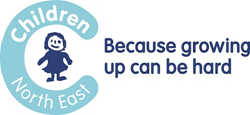 Children
North East
Because growing
up can be hard